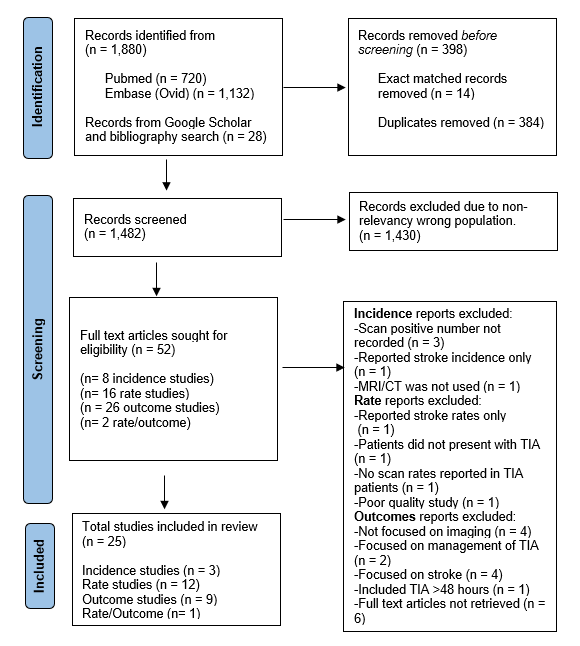 Identification
Records identified from
(n = 1,880)
Pubmed (n = 720)
Embase (Ovid) (n = 1,132)
Records from Google Scholar
and bibliography search (n = 28)
Records removed before
screening (n = 398)
Exact matched records
removed (n = 14)
Duplicates removed (n = 384)
Screening
Records screened
(n = 1,482)
Records excluded due to non-
relevancy wrong population.
(n = 1,430)
Full text articles sought for
eligibility (n = 52)
(n= 8 incidence studies)
(n= 16 rate studies)
(n = 26 outcome studies)
(n= 2 rate/outcome)
Incidence reports excluded:
-Scan positive number not
recorded (n = 3)
-Reported stroke incidence only
(n = 1)
-MRI/CT was not used (n = 1)
Rate reports excluded:
-Reported stroke rates only
(n = 1)
-Patients did not present with TIA
(n = 1)
-No scan rates reported in TIA
patients (n = 1)
-Poor quality study (n = 1)
Outcomes reports excluded:
-Not focused on imaging (n = 4)
-Focused on management of TIA
(n = 2)
-Focused on stroke (n = 4)
-Included TIA >48 hours (n = 1)
-Full text articles not retrieved (n =
6)
Included
Total studies included in review
(n = 25)
Incidence studies (n = 3)
Rate studies (n = 12)
Outcome studies (n = 9)
Rate/Outcome (n= 1)